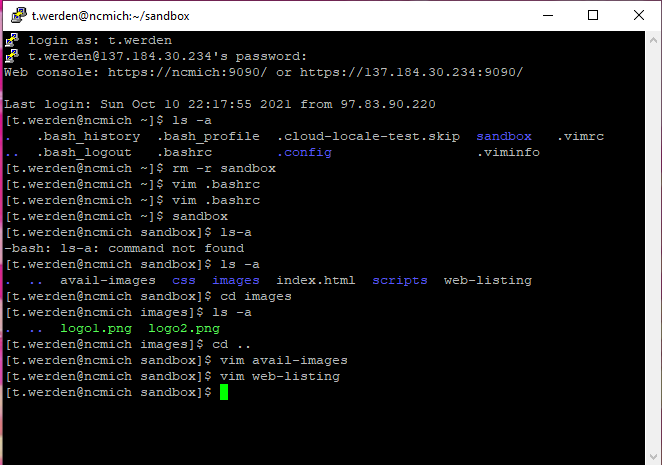 t.werden@ncmich:~/sandbox
login as: t.werden
t.werden@137.184.30.234's password:
Web console: https://ncmich:9090/ or https://137.184.30.234:9090/
Last login: Sun Oct 10 22:17:55 2021 from 97.83.90.220
[t.werden@ncmich ~]$ ls -a
. .bash_history .bash_profile .cloud-locale-test.skip sandbox .vimrc
.. .bash_logout .bashrc .config .viminfo
[t.werden@ncmich ~]$ rm -r sandbox
[t.werden@ncmich ~]$ vim .bashrc
[t.werden@ncmich ~]$ vim .bashrc
[t.werden@ncmich ~]$ sandbox
[t.werden@ncmich sandbox]$ ls-a
-bash: ls-a: command not found
[t.werden@ncmich sandbox]$ ls -a
. .. avail-images css images index.html scripts web-listing
[t.werden@ncmich sandbox]$ cd images
[t.werden@ncmich images]$ ls -a
. .. logo1.png logo2.png
[t.werden@ncmich images]$ cd ..
[t.werden@ncmich sandbox]$ vim avail-images
[t.werden@ncmich sandbox]$ vim web-listing
[t.werden@ncmich sandbox]$